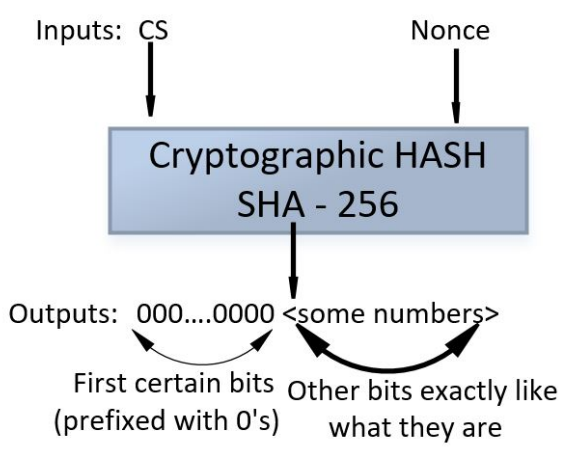 Inputs: CS Nonce
Cryptographic HASH
SHA - 256
Outputs: 000....0000 <some numbers>
First certain bits
(prefixed with 0's)
Other bits exactly like
what they are